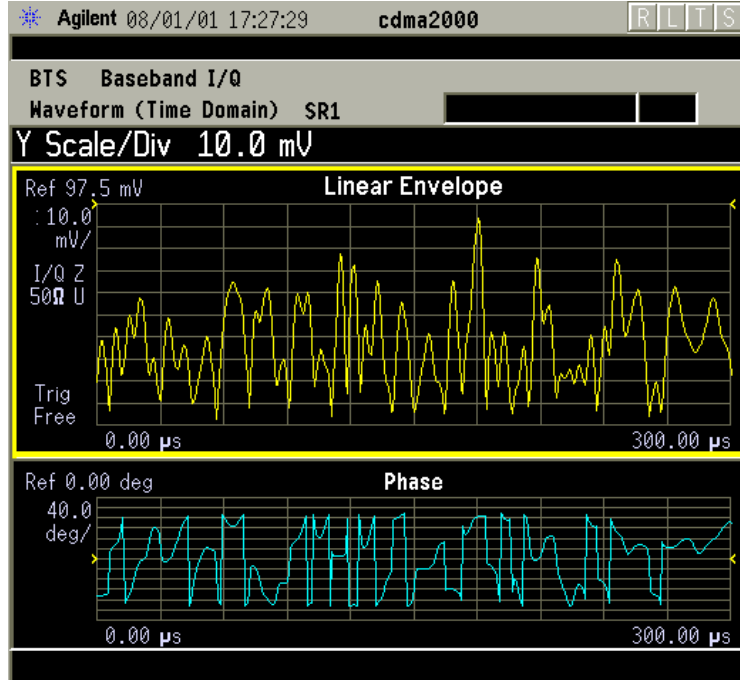 Agilent 08/01/01 17:27:29 cdma2000 R L T S
BTS Baseband I/Q
Waveform (Time Domain) SR1
Y Scale/Div 10.0 mV
Ref 97.5 mV Linear Envelope
:10.0
mV/
I/Q Z
50Ω U
Trig
Free
0.00 µs 300.00 µs
Ref 0.00 deg Phase
40.0
deg/
0.00 µs 300.00 µs